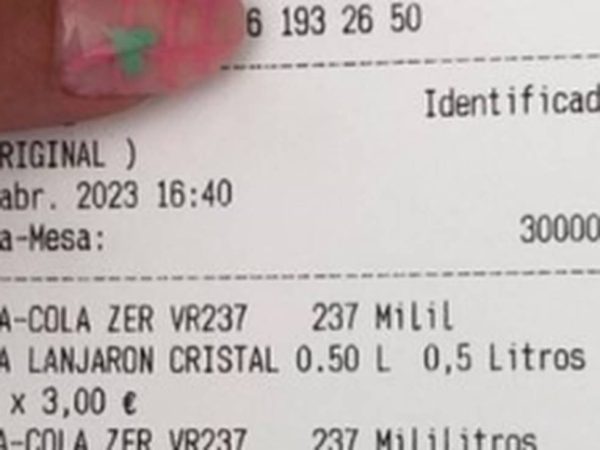 6 193 26 50
Identificad
RIGINAL )
abr. 2023 16:40
a-Mesa: 30000
A-COLA ZER VR237 237 Milil
A LANJARON CRISTAL 0.50 L 0,5 Litros
x 3,00 €
A-COLA ZER VR237 237 Mililitros